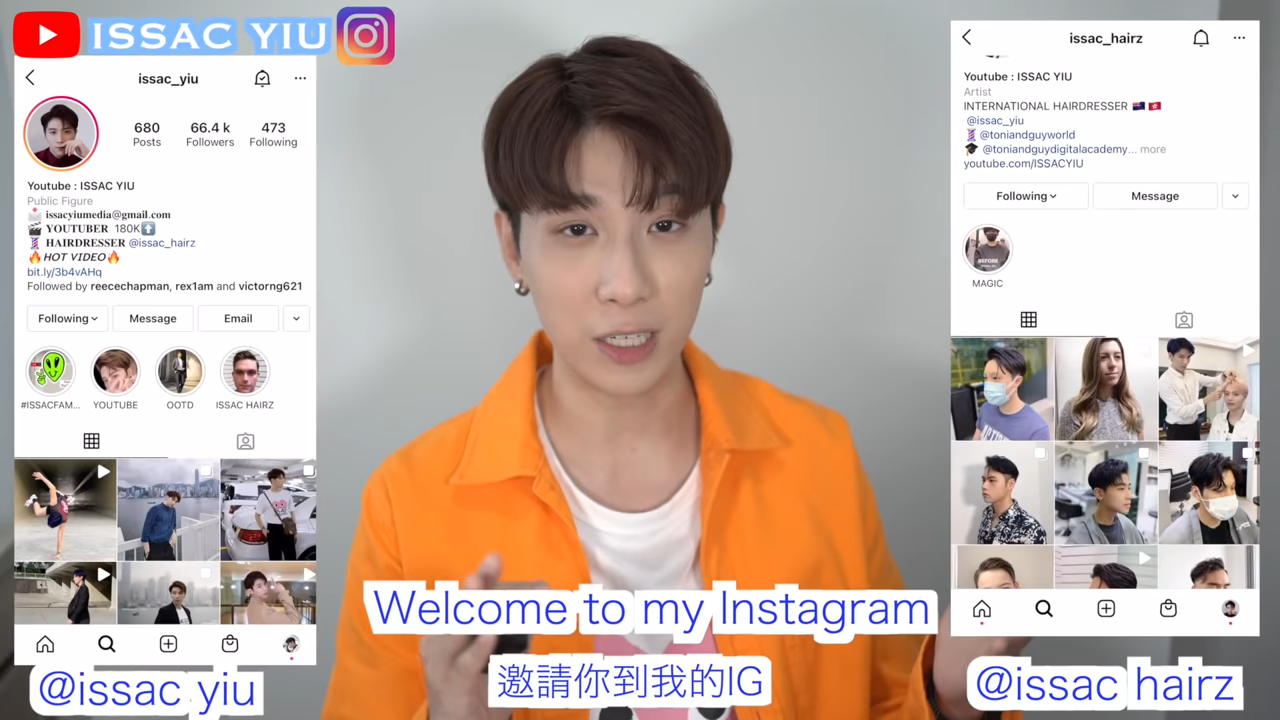 ISSAC YIU
issac_yiu
680
Posts
66.4 k
Followers
473
Following
Youtube : ISSAC YIU
Public Figure
issacyiumedia@gmail.com
YOUTUBER 180K
HAIRDRESSER @issac_hairz
HOT VIDEO
bit.ly/3b4vAHq
Followed by reecechapman, rex1am and victorng621
Following
Message
Email
#ISSACFAM...
YOUTUBE
OOTD
ISSAC HAIRZ
@issac yiu
Welcome to my Instagram
邀請你到我的IG
issac_hairz
Youtube : ISSAC YIU
Artist
INTERNATIONAL HAIRDRESSER
@issac_yiu
@toniandguyworld
@toniandguydigitalacademy... more
youtube.com/ISSACYIU
Following
Message
BEFORE
MAGIC
@issac hairz